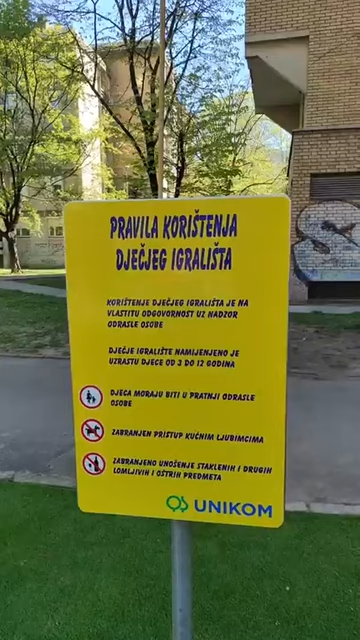 PRAVILA KORIŠTENJA
DJEČJEG IGRALIŠTA
KORIŠTENJE DJEČJEG IGRALIŠTA JE NA
VLASTITU ODGOVORNOST UZ NADZOR
ODRASLE OSOBE
DJEČJE IGRALIŠTE NAMIJENJENO JE
UZRASTU DJECE OD 3 DO 12 GODINA
DJECA MORAJU BITI U PRATNJI ODRASLE
OSOBE
ZABRANJEN PRISTUP KUĆNIM LJUBIMCIMA
ZABRANJENO UNOŠENJE STAKLENIH I DRUGIH
LOMLJIVIH I OŠTRIH PREDMETA
UNIKOM